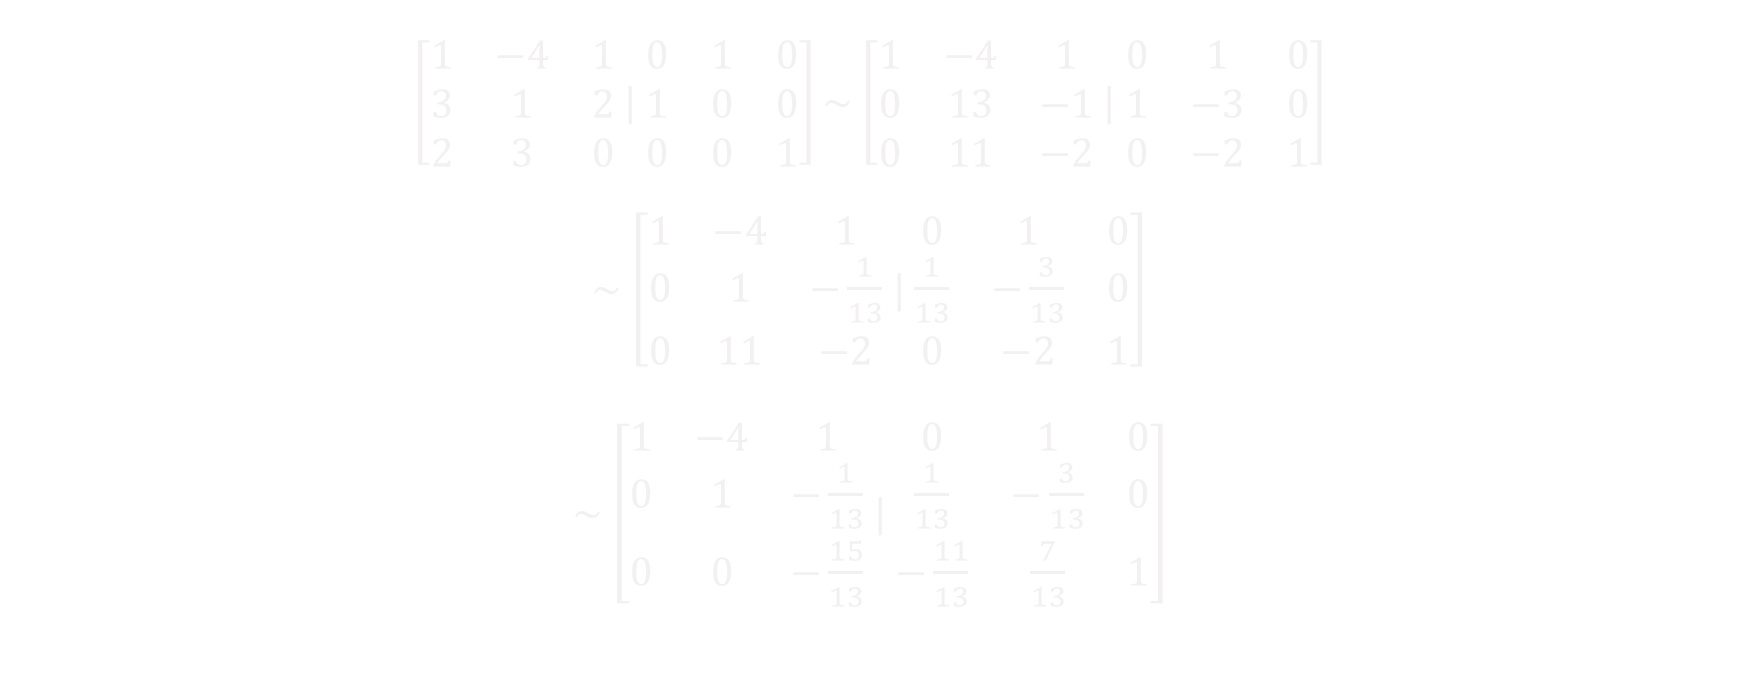 [1 −4 1 0 1 0] ~ [1 −4 1 0 1 0]
[3 1 2 | 1 0 0] ~ [0 13 −1 | 1 −3 0]
[2 3 0 0 0 1] [0 11 −2 0 −2 1]
[1 −4 1 0 1 0]
~ [0 1 −1/13 | 1/13 −3/13 0]
[0 11 −2 0 −2 1]
[1 −4 1 0 1 0]
~ [0 1 −1/13 | 1/13 −3/13 0]
[0 0 −15/13 −11/13 7/13 1]